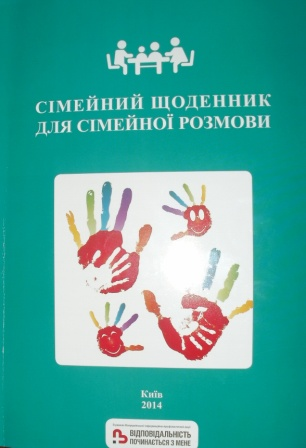 СІМЕЙНИЙ ЩОДЕННИК
ДЛЯ СІМЕЙНОЇ РОЗМОВИ
Київ
2014
ВІДПОВІДАЛЬНІСТЬ
ПОЧИНАЄТЬСЯ З МЕНЕ